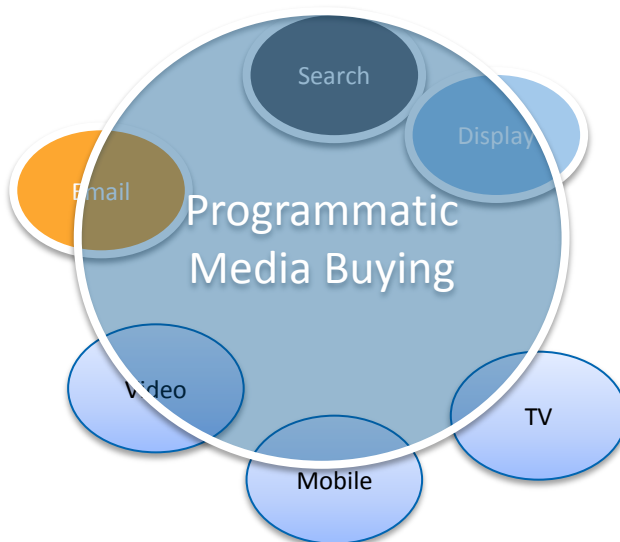 Search
Display
Email
Programmatic
Media Buying
Video
TV
Mobile